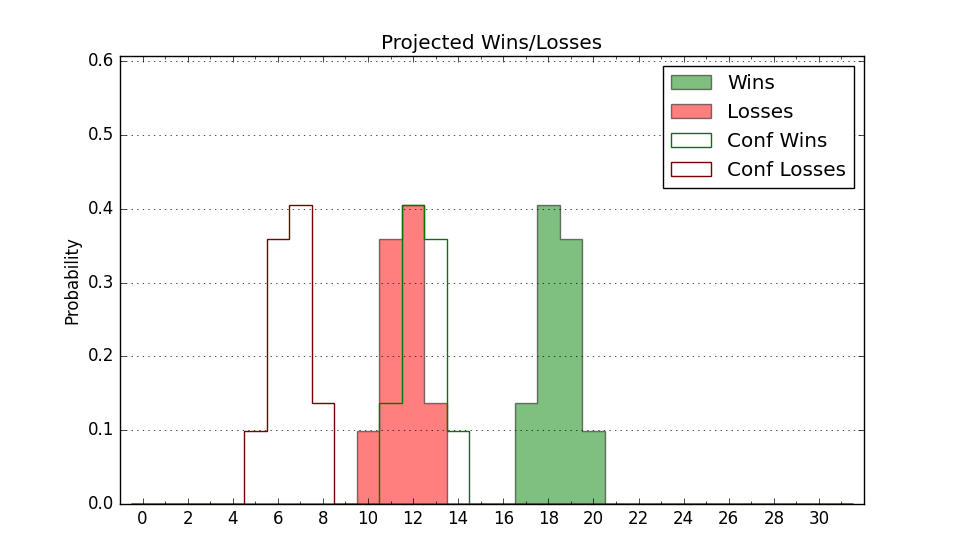 Projected Wins/Losses
0.6
0.5
0.4
0.3
0.2
0.1
0.0
Probability
Wins
Losses
Conf Wins
Conf Losses
0 2 4 6 8 10 12 14 16 18 20 22 24 26 28 30